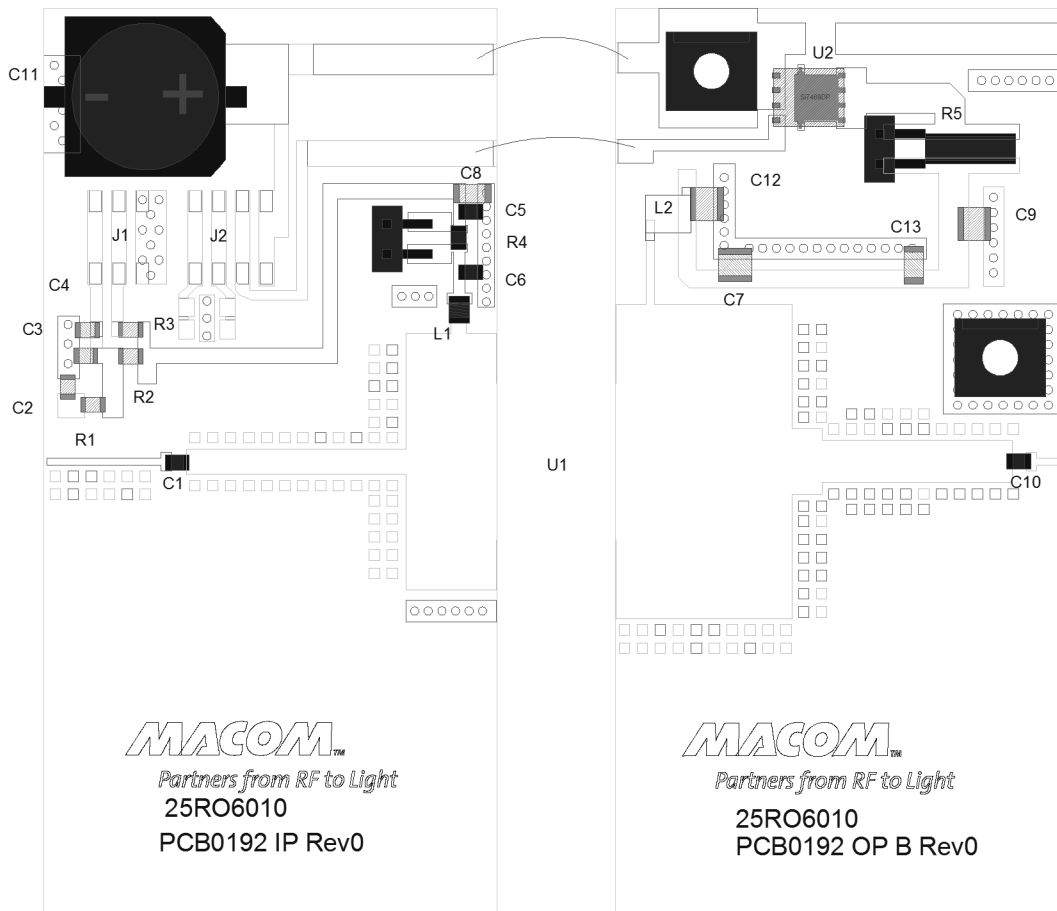 C11
U2
R5
C8
C12
C5
L2
C9
J1
J2
R4
C13
C4
C6
C7
C3
R3
L1
R2
C2
R1
U1
C1
C10
MACOM™
Partners from RF to Light
25RO6010
PCB0192 IP Rev0
MACOM™
Partners from RF to Light
25RO6010
PCB0192 OP B Rev0